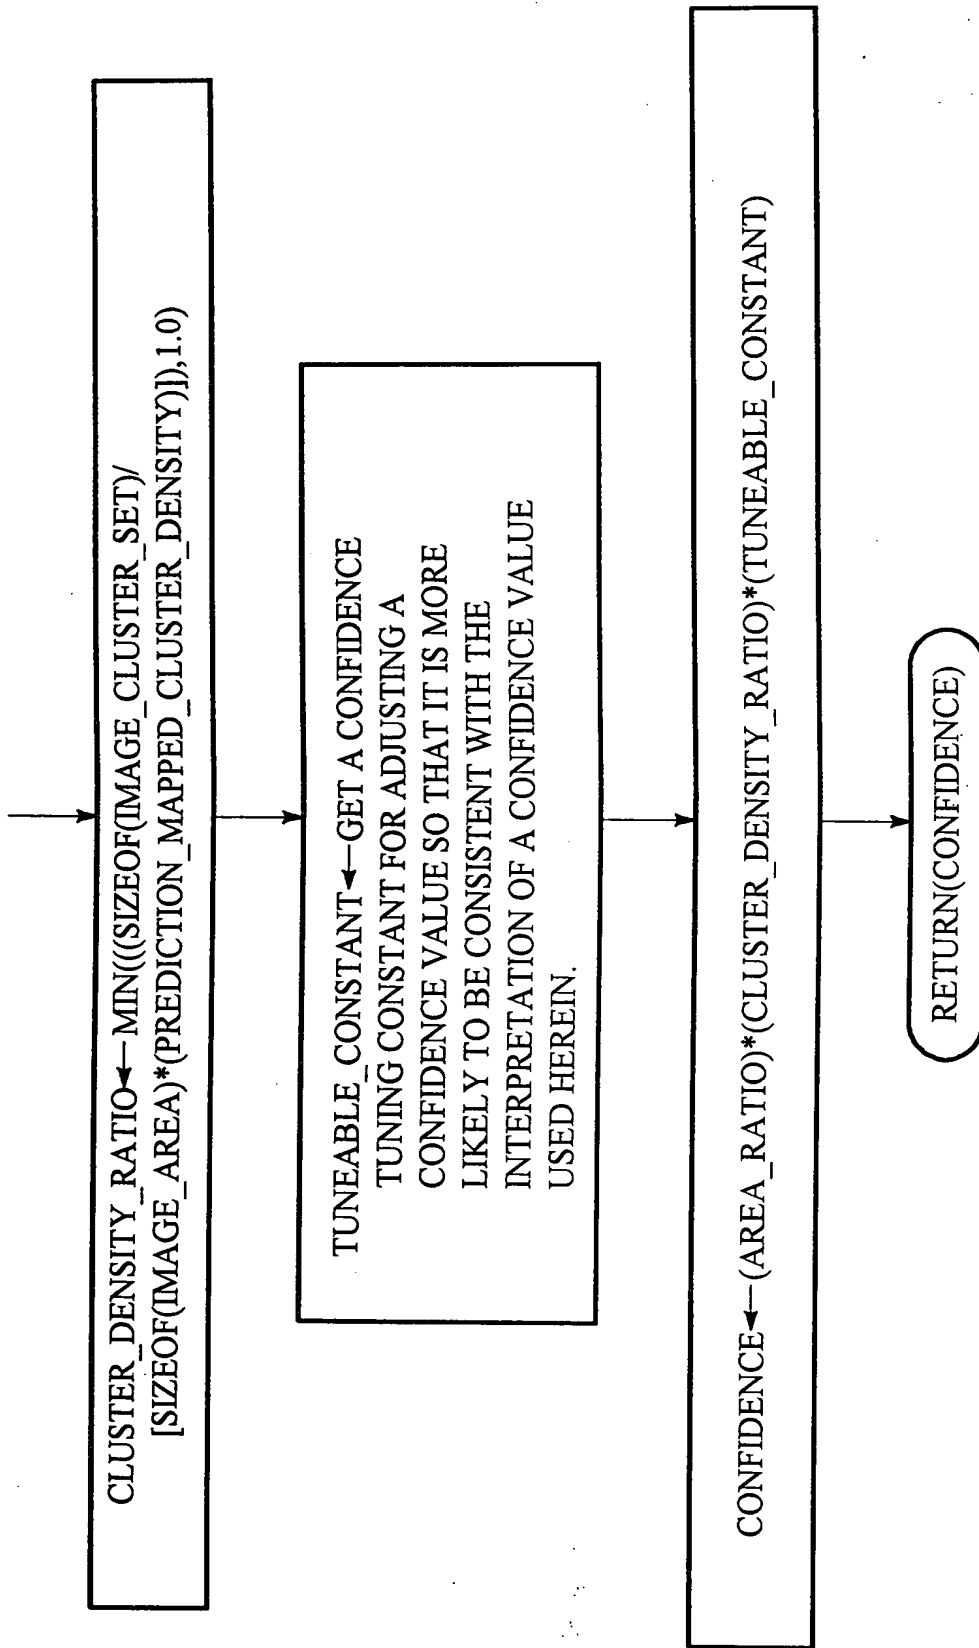 CLUSTER_DENSITY_RATIO←MIN(((SIZEOF(IMAGE_CLUSTER_SET)/
[SIZEOF(IMAGE_AREA)*(PREDICTION_MAPPED_CLUSTER_DENSITY)]),1.0)
TUNEABLE_CONSTANT←GET A CONFIDENCE
TUNING CONSTANT FOR ADJUSTING A
CONFIDENCE VALUE SO THAT IT IS MORE
LIKELY TO BE CONSISTENT WITH THE
INTERPRETATION OF A CONFIDENCE VALUE
USED HEREIN.
CONFIDENCE←(AREA_RATIO)*(CLUSTER_DENSITY_RATIO)*(TUNEABLE_CONSTANT)
RETURN(CONFIDENCE)